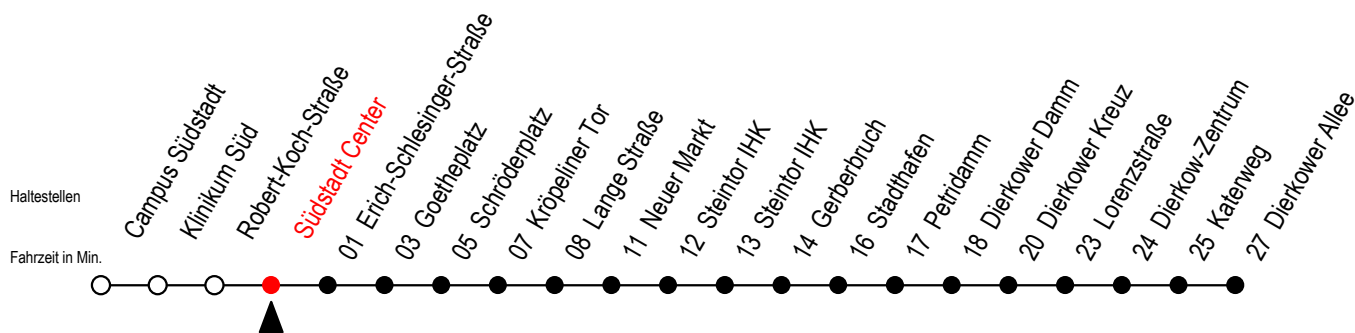 Haltestellen
Fahrzeit in Min.
Campus Südstadt
Klinikum Süd
Robert-Koch-Straße
Südstadt Center
01 Erich-Schlesinger-Straße
03 Goetheplatz
05 Schröderplatz
07 Kröpeliner Tor
08 Lange Straße
11 Neuer Markt
12 Steintor IHK
13 Steintor IHK
14 Gerberbruch
16 Stadthafen
17 Petridamm
18 Dierkower Damm
20 Dierkower Kreuz
23 Lorenzstraße
24 Dierkow-Zentrum
25 Katerweg
27 Dierkower Allee